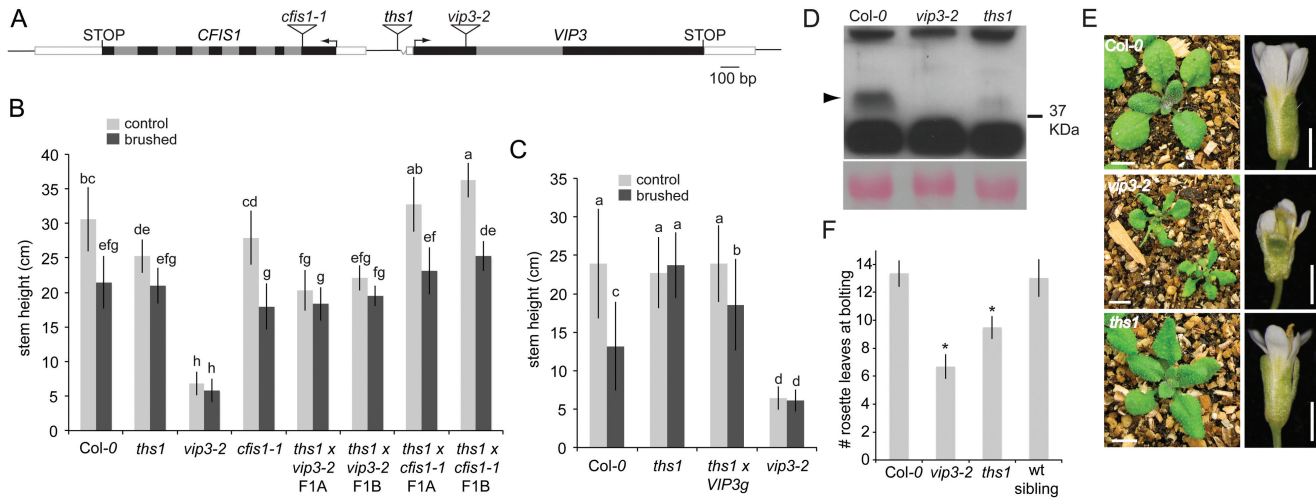 A
STOP
CFIS1
cfis1-1
ths1
vip3-2
VIP3
STOP
100 bp
B
control
brushed
stem height (cm)
40
35
30
25
20
15
10
5
0
bc
efg
de
efg
h
h
cd
g
fg
g
efg
fg
ab
ef
a
de
Col-0
ths1
vip3-2
cfis1-1
ths1 x
vip3-2
F1A
ths1 x
vip3-2
F1B
ths1 x
cfis1-1
F1A
ths1 x
cfis1-1
F1B
C
control
brushed
stem height (cm)
35
30
25
20
15
10
5
0
a
c
a
a
a
b
d
d
Col-0
ths1
ths1 x
VIP3g
vip3-2
D
Col-0
vip3-2
ths1
37
KDa
E
Col-0
vip3-2
ths1
F
# rosette leaves at bolting
14
12
10
8
6
4
2
0
*
*
Col-0
vip3-2
ths1
wt
sibling